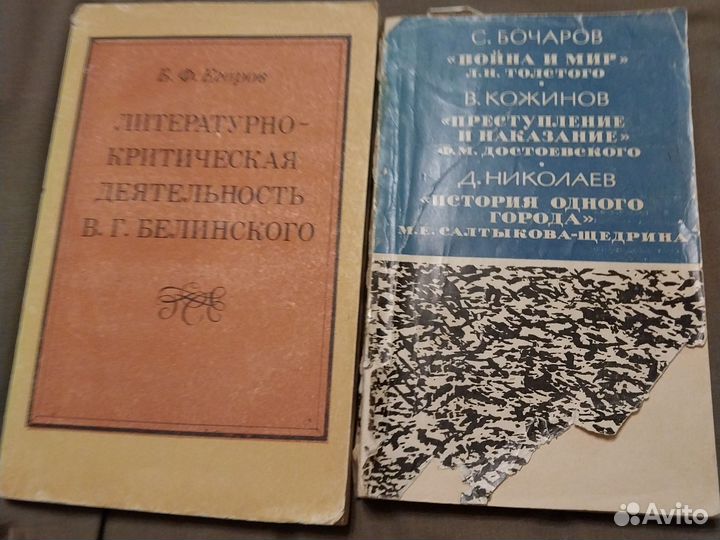 Б. Ф. Егоров
ЛИТЕРАТУРНО-
КРИТИЧЕСКАЯ
ДЕЯТЕЛЬНОСТЬ
В. Г. БЕЛИНСКОГО
С. БОЧАРОВ
«ВОЙНА И МИР»
Л.Н. ТОЛСТОГО
В. КОЖИНОВ
«ПРЕСТУПЛЕНИЕ
И НАКАЗАНИЕ»
Ф.М. ДОСТОЕВСКОГО
Д. НИКОЛАЕВ
«ИСТОРИЯ ОДНОГО
ГОРОДА»
М.Е. САЛТЫКОВА-ЩЕДРИНА
Avito